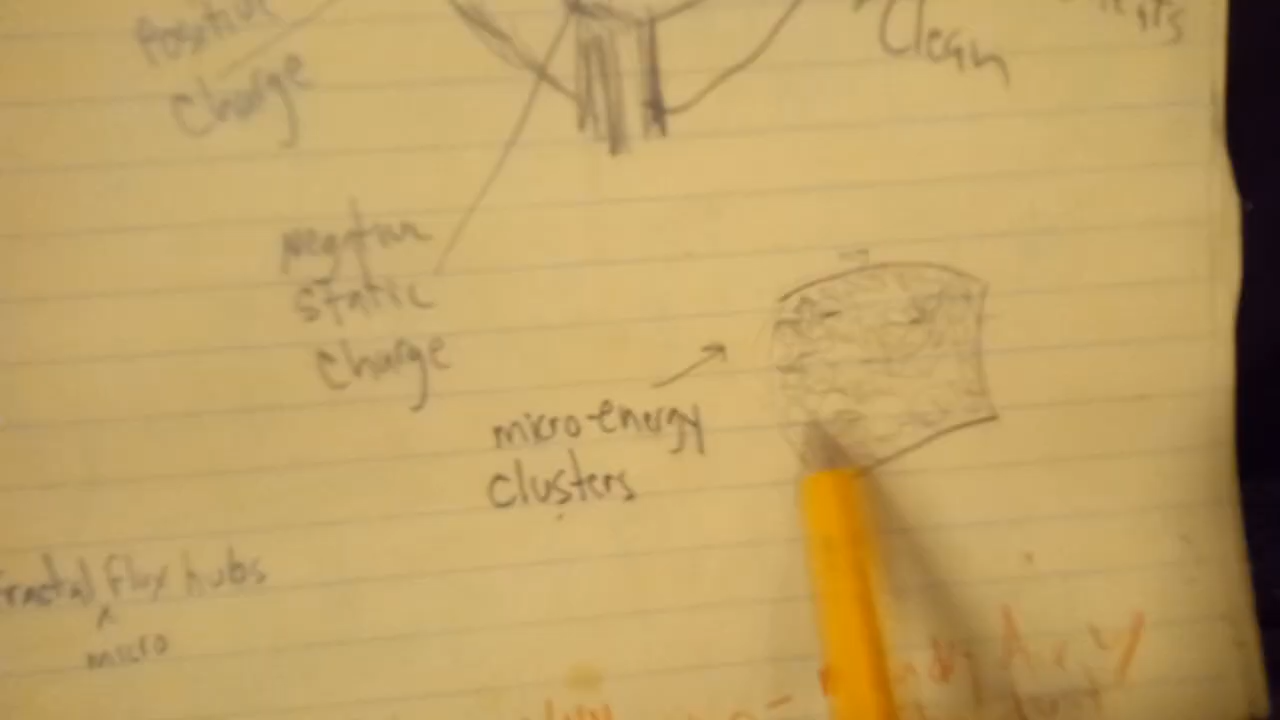 Positive
Charge
Clean
negative
static
charge
micro-energy
clusters
fractal flux hubs
^
micro